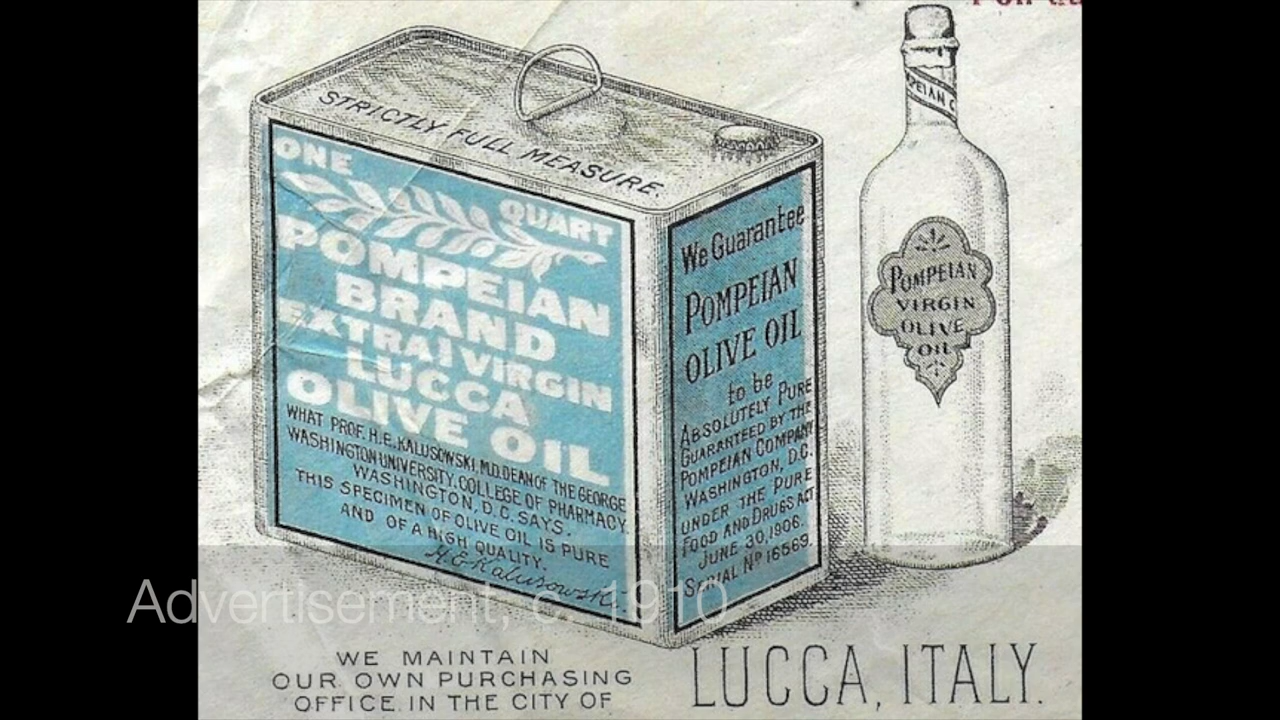 STRICTLY FULL MEASURE.
ONE
QUART
POMPEIAN
BRAND
EXTRA VIRGIN
LUCCA
OLIVE OIL
WHAT PROF. H.E. KALUSOWSKI, M.D. DEAN OF THE GEORGE
WASHINGTON UNIVERSITY, COLLEGE OF PHARMACY
WASHINGTON, D.C. SAYS.
THIS SPECIMEN OF OLIVE OIL IS PURE
AND OF A HIGH QUALITY.
H E Kalusowski
We Guarantee
POMPEIAN
OLIVE OIL
to be
ABSOLUTELY PURE
GUARANTEED BY THE
POMPEIAN COMPANY
WASHINGTON, D.C.
UNDER THE PURE
FOOD AND DRUGS ACT
JUNE 30, 1906.
SERIAL Nº 16569.
POMPEIAN
VIRGIN
OLIVE
OIL
Advertisement, c. 1910
WE MAINTAIN
OUR OWN PURCHASING
OFFICE IN THE CITY OF
LUCCA, ITALY.